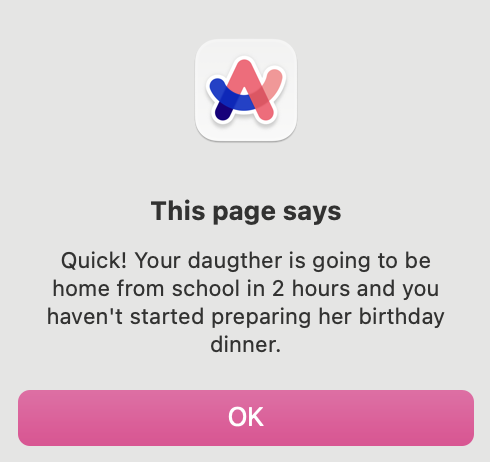 This page says
Quick! Your daugther is going to be
home from school in 2 hours and you
haven't started preparing her birthday
dinner.
OK